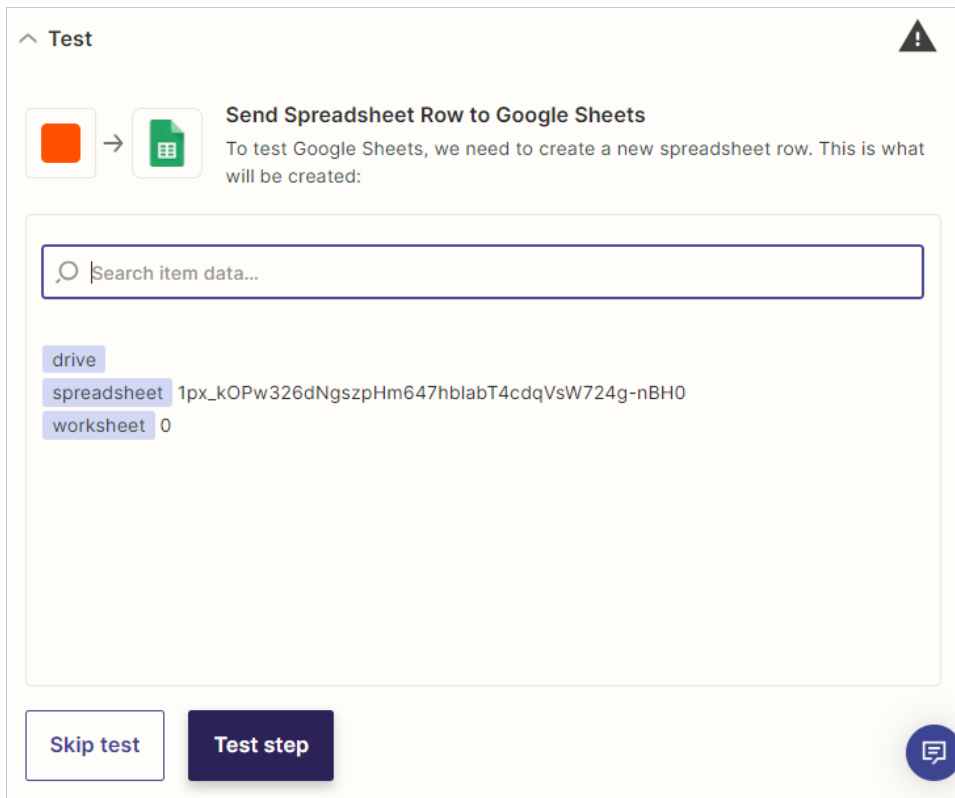 Test
Send Spreadsheet Row to Google Sheets
To test Google Sheets, we need to create a new spreadsheet row. This is what
will be created:
Search item data...
drive
spreadsheet 1px_kOPw326dNgszpHm647hblabT4cdqVsW724g-nBH0
worksheet 0
Skip test
Test step